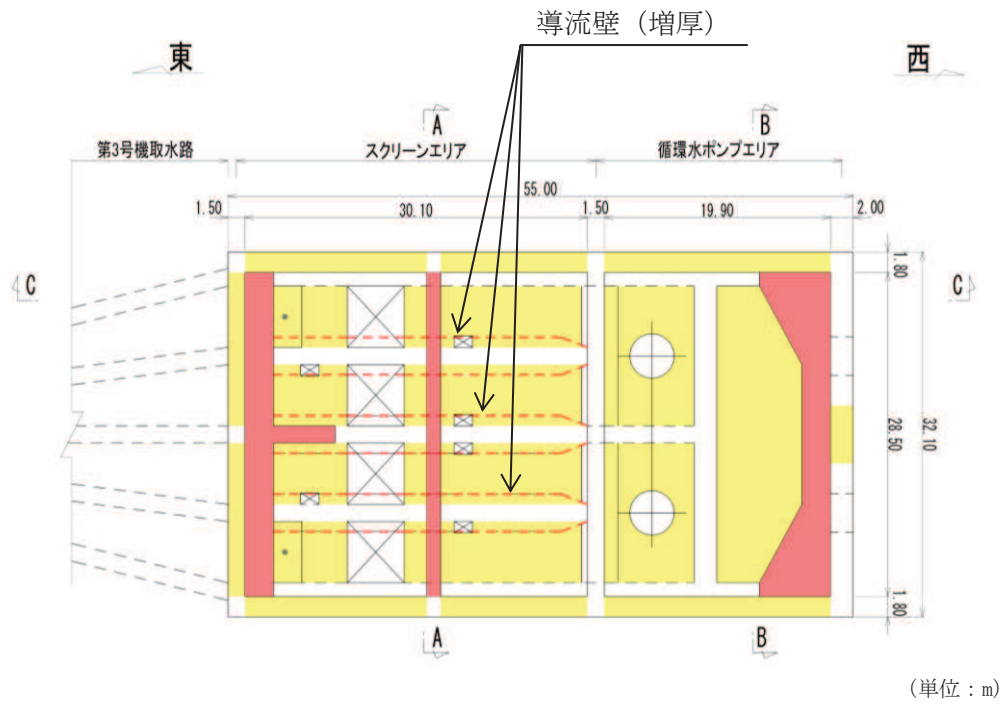 導流壁（増厚）
東
西
A
B
第3号機取水路
スクリーンエリア
循環水ポンプエリア
55.00
1.50
30.10
1.50
19.90
2.00
1.80
C
C
28.50
32.10
1.80
A
B
(単位：m)